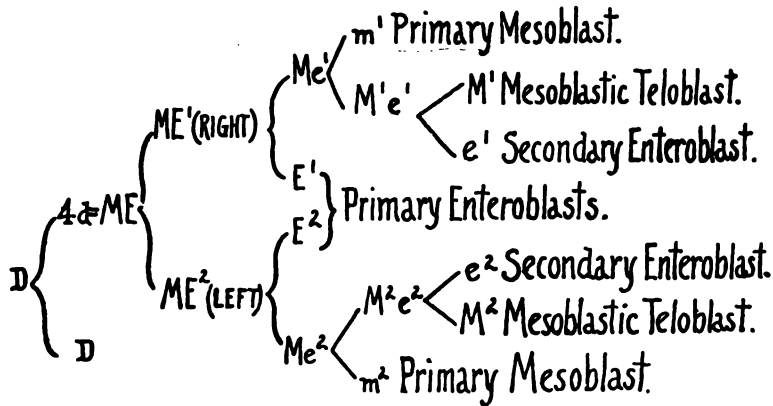 m¹ Primary Mesoblast.
Me¹
M¹e¹
M¹ Mesoblastic Teloblast.
ME¹ (RIGHT)
e¹ Secondary Enteroblast.
E¹
4d=ME
Primary Enteroblasts.
E²
D
e² Secondary Enteroblast.
ME² (LEFT)
M²e²
M² Mesoblastic Teloblast.
D
Me²
m² Primary Mesoblast.